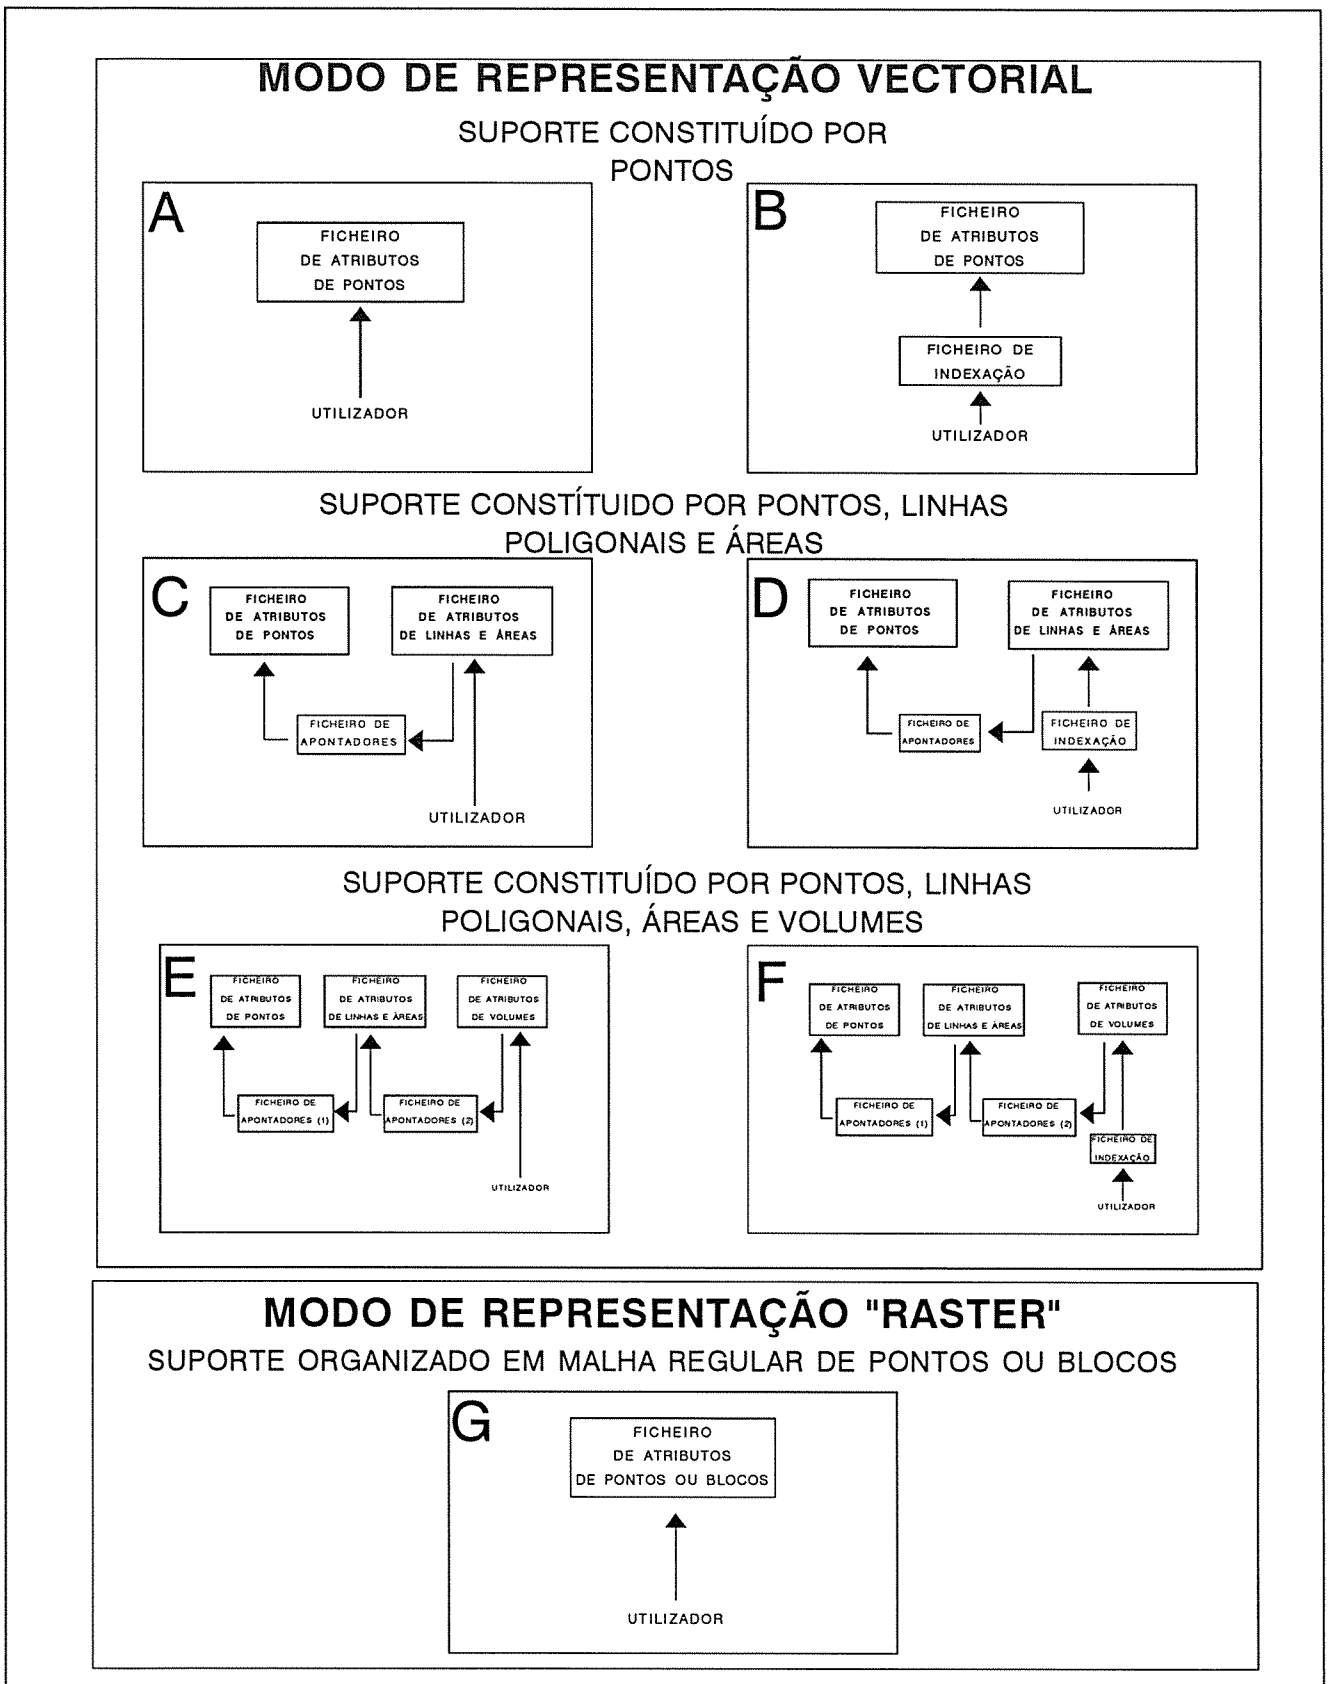 MODO DE REPRESENTAÇÃO VECTORIAL
SUPORTE CONSTITUÍDO POR
PONTOS
A
FICHEIRO
DE ATRIBUTOS
DE PONTOS
UTILIZADOR
B
FICHEIRO
DE ATRIBUTOS
DE PONTOS
FICHEIRO DE
INDEXAÇÃO
UTILIZADOR
SUPORTE CONSTÍTUIDO POR PONTOS, LINHAS
POLIGONAIS E ÁREAS
C
FICHEIRO
DE ATRIBUTOS
DE PONTOS
FICHEIRO
DE ATRIBUTOS
DE LINHAS E ÁREAS
FICHEIRO DE
APONTADORES
UTILIZADOR
D
FICHEIRO
DE ATRIBUTOS
DE PONTOS
FICHEIRO
DE ATRIBUTOS
DE LINHAS E ÁREAS
FICHEIRO DE
APONTADORES
FICHEIRO DE
INDEXAÇÃO
UTILIZADOR
SUPORTE CONSTITUÍDO POR PONTOS, LINHAS
POLIGONAIS, ÁREAS E VOLUMES
E
FICHEIRO
DE ATRIBUTOS
DE PONTOS
FICHEIRO
DE ATRIBUTOS
DE LINHAS E ÁREAS
FICHEIRO
DE ATRIBUTOS
DE VOLUMES
FICHEIRO DE
APONTADORES (1)
FICHEIRO DE
APONTADORES (2)
UTILIZADOR
F
FICHEIRO
DE ATRIBUTOS
DE PONTOS
FICHEIRO
DE ATRIBUTOS
DE LINHAS E ÁREAS
FICHEIRO
DE ATRIBUTOS
DE VOLUMES
FICHEIRO DE
APONTADORES (1)
FICHEIRO DE
APONTADORES (2)
FICHEIRO DE
INDEXAÇÃO
UTILIZADOR
MODO DE REPRESENTAÇÃO "RASTER"
SUPORTE ORGANIZADO EM MALHA REGULAR DE PONTOS OU BLOCOS
G
FICHEIRO
DE ATRIBUTOS
DE PONTOS OU BLOCOS
UTILIZADOR